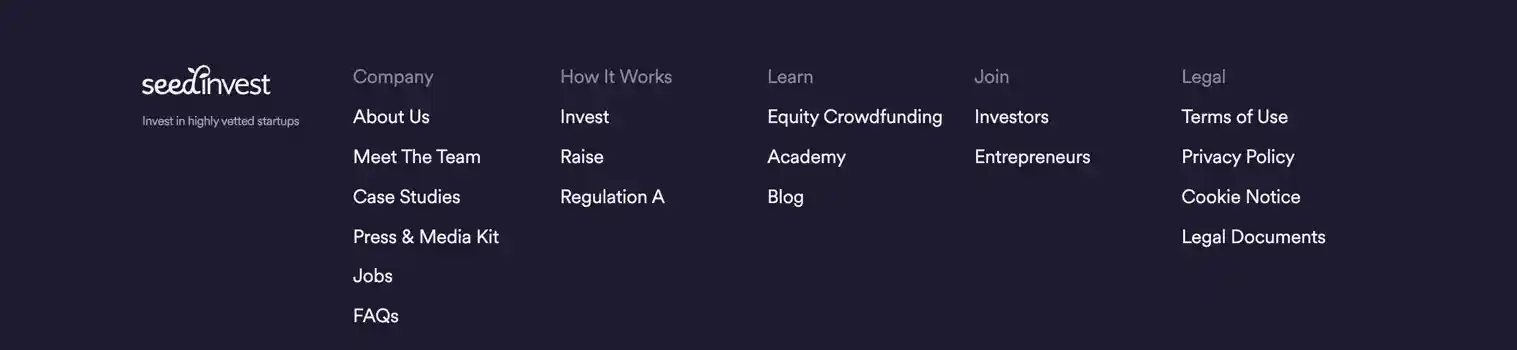 seedinvest
Invest in highly vetted startups
Company
About Us
Meet The Team
Case Studies
Press & Media Kit
Jobs
FAQs
How It Works
Invest
Raise
Regulation A
Learn
Equity Crowdfunding
Academy
Blog
Join
Investors
Entrepreneurs
Legal
Terms of Use
Privacy Policy
Cookie Notice
Legal Documents